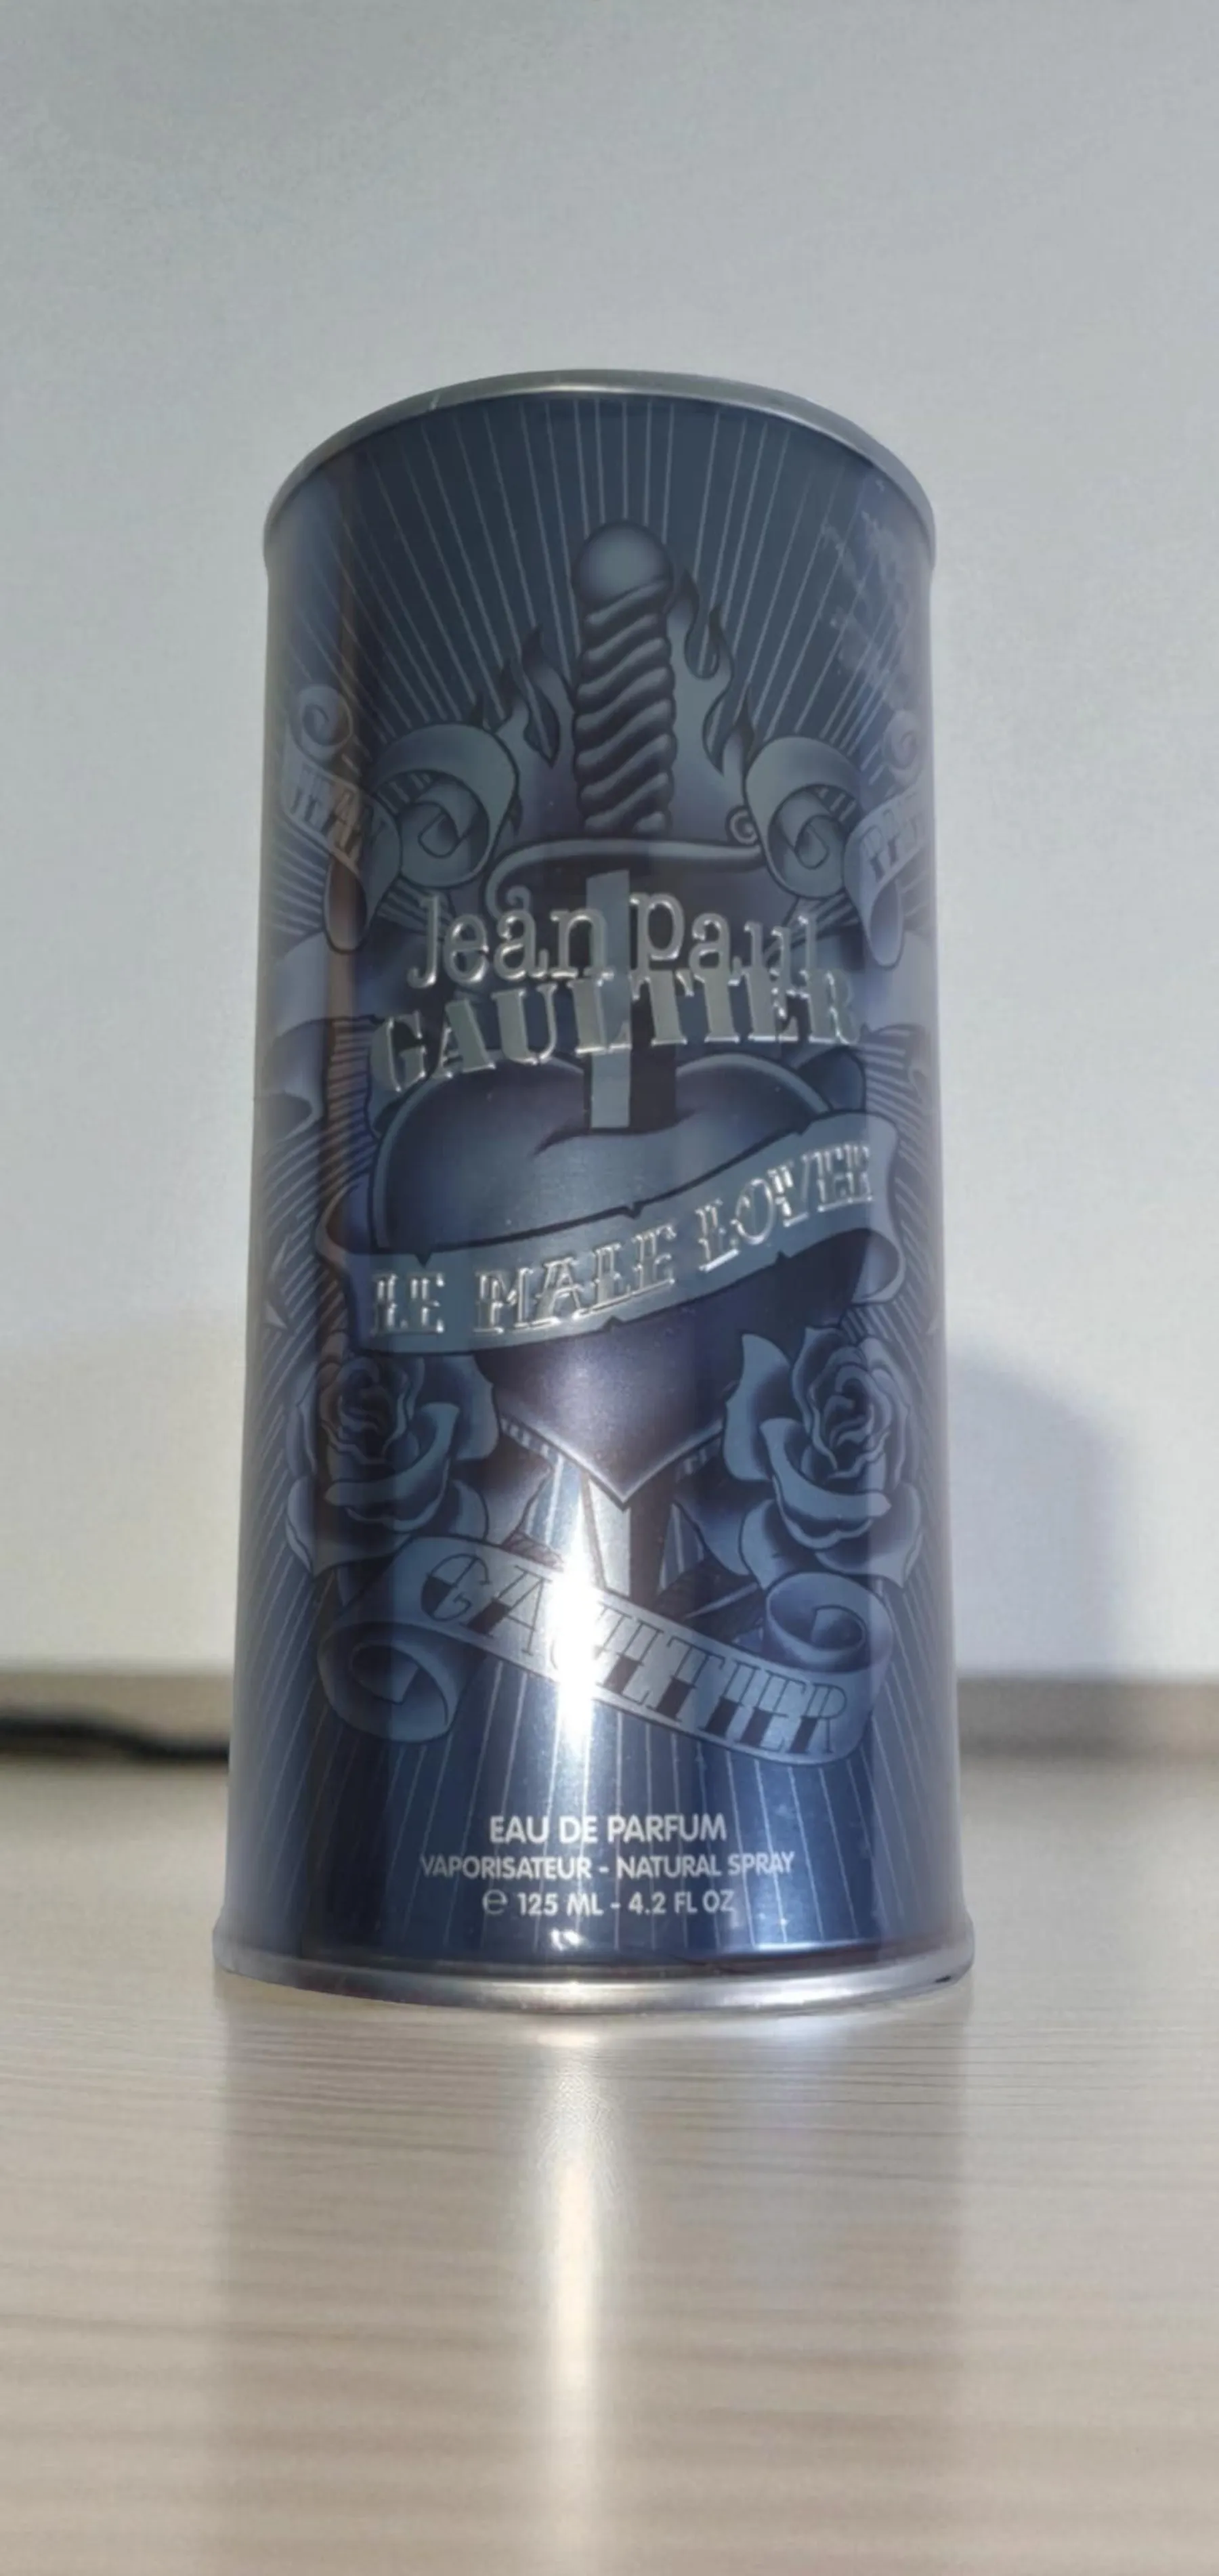 Jean Paul
GAULTIER
LE MALE LOVER
GAULTIER
EAU DE PARFUM
VAPORISATEUR - NATURAL SPRAY
℮ 125 ML - 4.2 FL OZ